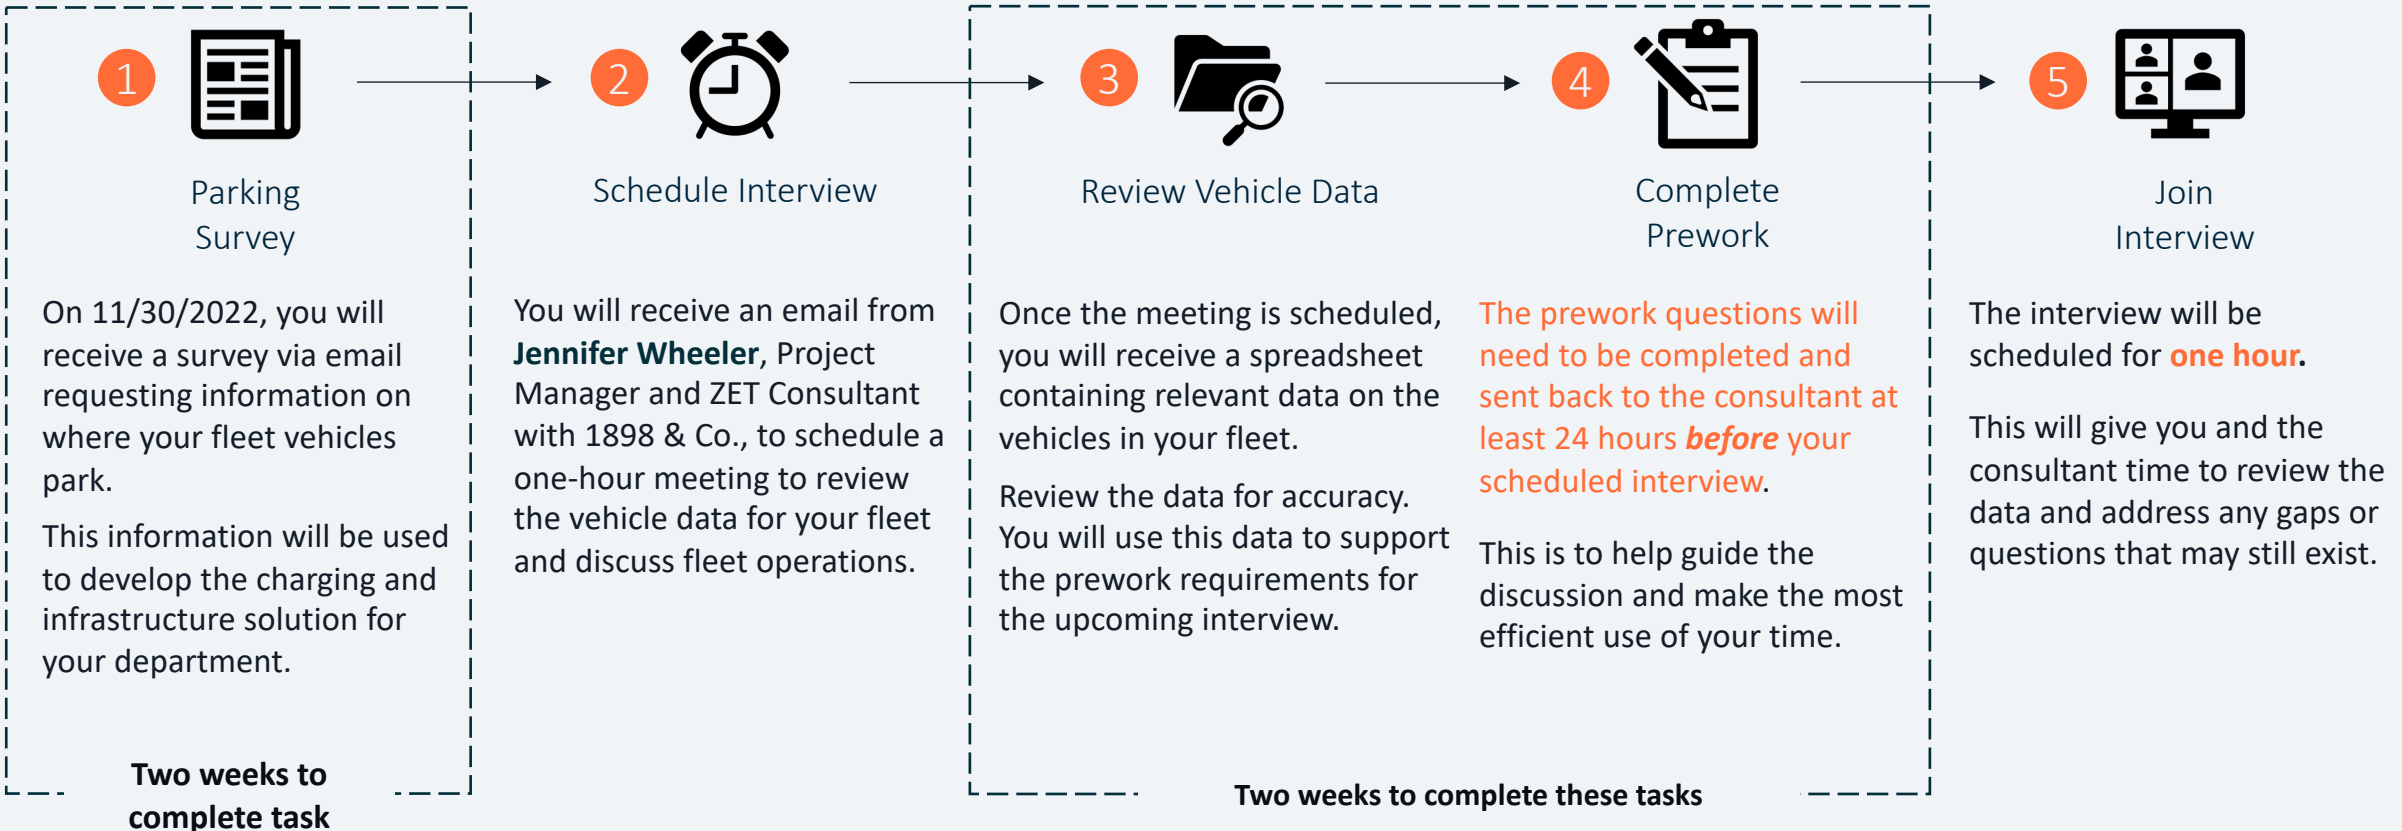 1
Parking
Survey
On 11/30/2022, you will
receive a survey via email
requesting information on
where your fleet vehicles
park.
This information will be used
to develop the charging and
infrastructure solution for
your department.
Two weeks to
complete task
2
Schedule Interview
You will receive an email from
Jennifer Wheeler, Project
Manager and ZET Consultant
with 1898 & Co., to schedule a
one-hour meeting to review
the vehicle data for your fleet
and discuss fleet operations.
3
Review Vehicle Data
Once the meeting is scheduled,
you will receive a spreadsheet
containing relevant data on the
vehicles in your fleet.
Review the data for accuracy.
You will use this data to support
the prework requirements for
the upcoming interview.
4
Complete
Prework
The prework questions will
need to be completed and
sent back to the consultant at
least 24 hours before your
scheduled interview.
This is to help guide the
discussion and make the most
efficient use of your time.
Two weeks to complete these tasks
5
Join
Interview
The interview will be
scheduled for one hour.
This will give you and the
consultant time to review the
data and address any gaps or
questions that may still exist.